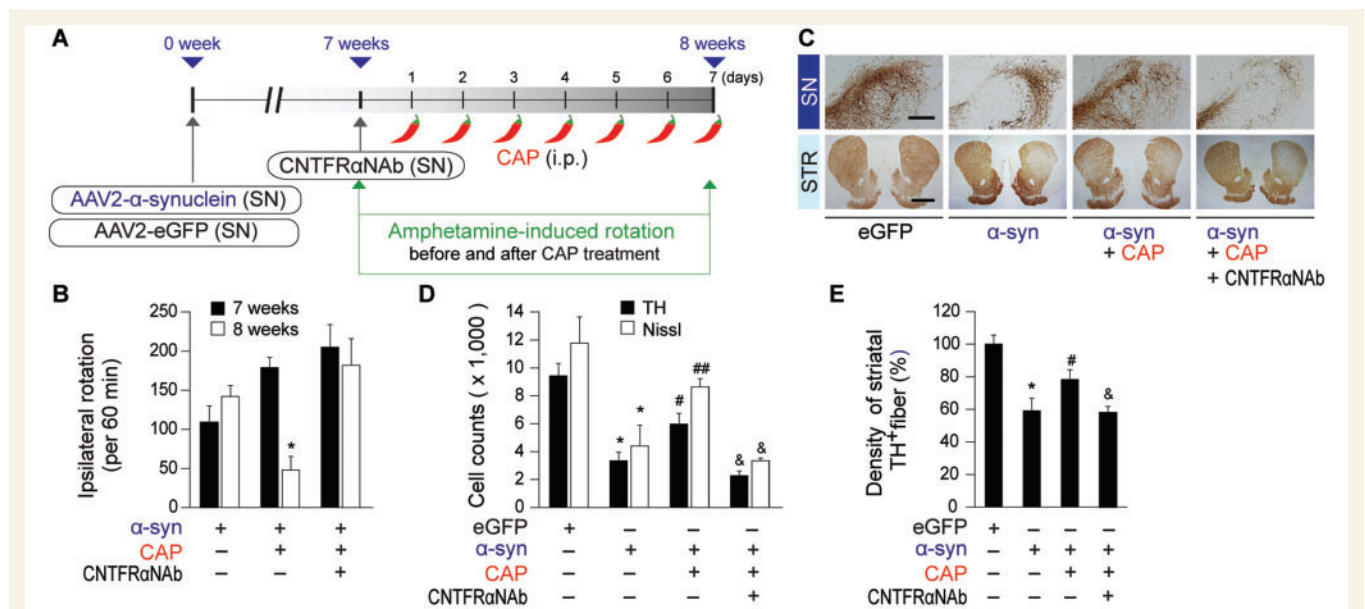 A
0 week
7 weeks
8 weeks
1 2 3 4 5 6 7 (days)
CNTFRαNAb (SN)
CAP (i.p.)
AAV2-α-synuclein (SN)
AAV2-eGFP (SN)
Amphetamine-induced rotation
before and after CAP treatment
C
SN
STR
eGFP
α-syn
α-syn
+ CAP
α-syn
+ CAP
+ CNTFRαNAb
B
7 weeks
8 weeks
Ipsilateral rotation
(per 60 min)
250
200
150
100
50
0
*
α-syn + + +
CAP – + +
CNTFRαNAb – – +
D
TH
Nissl
Cell counts ( x 1,000 )
14
12
10
8
6
4
2
0
* * # ## & &
eGFP + – – –
α-syn – + + +
CAP – – + +
CNTFRαNAb – – – +
E
Density of striatal
TH+fiber (%)
120
100
80
60
40
20
0
* # &
eGFP + – – –
α-syn – + + +
CAP – – + +
CNTFRαNAb – – – +